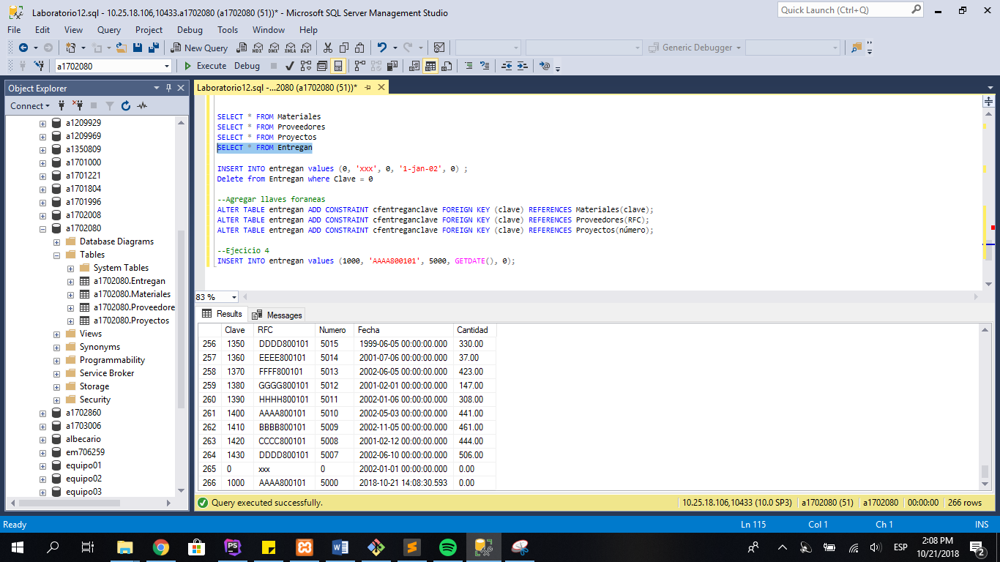 Laboratorio12.sql - 10.25.18.106,10433.a1702080 (a1702080 (51))* - Microsoft SQL Server Management Studio
Quick Launch (Ctrl+Q)
File Edit View Query Project Debug Tools Window Help
New Query MDX DMX XMLA DAX Generic Debugger
a1702080 Execute Debug
Object Explorer
Connect
a1209929
a1209969
a1350809
a1701000
a1701221
a1701804
a1701996
a1702008
a1702080
Database Diagrams
Tables
System Tables
a1702080.Entregan
a1702080.Materiales
a1702080.Proveedore
a1702080.Proyectos
Views
Synonyms
Programmability
Service Broker
Storage
Security
a1702860
a1703006
albecario
em706259
equipo01
equipo02
equipo03
Laboratorio12.sql -...2080 (a1702080 (51))*
SELECT * FROM Materiales
SELECT * FROM Proveedores
SELECT * FROM Proyectos
SELECT * FROM Entregan
INSERT INTO entregan values (0, 'xxx', 0, '1-jan-02', 0) ;
Delete from Entregan where Clave = 0
--Agregar llaves foraneas
ALTER TABLE entregan ADD CONSTRAINT cfentreganclave FOREIGN KEY (clave) REFERENCES Materiales(clave);
ALTER TABLE entregan ADD CONSTRAINT cfentreganclave FOREIGN KEY (clave) REFERENCES Proveedores(RFC);
ALTER TABLE entregan ADD CONSTRAINT cfentreganclave FOREIGN KEY (clave) REFERENCES Proyectos(número);
--Ejecicio 4
INSERT INTO entregan values (1000, 'AAAA800101', 5000, GETDATE(), 0);
83 %
Results Messages
Clave RFC Numero Fecha Cantidad
256 1350 DDDD800101 5015 1999-06-05 00:00:00.000 330.00
257 1360 EEEE800101 5014 2001-07-06 00:00:00.000 37.00
258 1370 FFFF800101 5013 2002-06-05 00:00:00.000 423.00
259 1380 GGGG800101 5012 2001-02-01 00:00:00.000 147.00
260 1390 HHHH800101 5011 2002-01-06 00:00:00.000 308.00
261 1400 AAAA800101 5010 2002-05-03 00:00:00.000 441.00
262 1410 BBBB800101 5009 2002-11-05 00:00:00.000 461.00
263 1420 CCCC800101 5008 2001-02-12 00:00:00.000 444.00
264 1430 DDDD800101 5007 2002-06-10 00:00:00.000 506.00
265 0 xxx 0 2002-01-01 00:00:00.000 0.00
266 1000 AAAA800101 5000 2018-10-21 14:08:30.593 0.00
Query executed successfully. 10.25.18.106,10433 (10.0 SP3) a1702080 (51) a1702080 00:00:00 266 rows
Ready Ln 115 Col 1 Ch 1 INS
ESP 2:08 PM
10/21/2018 2